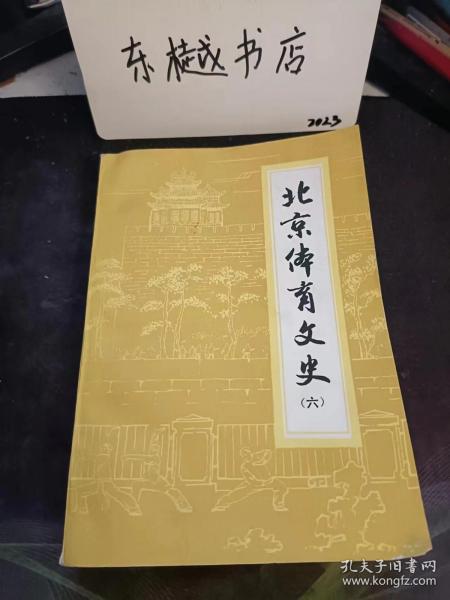 东樾书店
2023
北京体育文史
（六）
孔夫子旧书网
www.kongfz.com